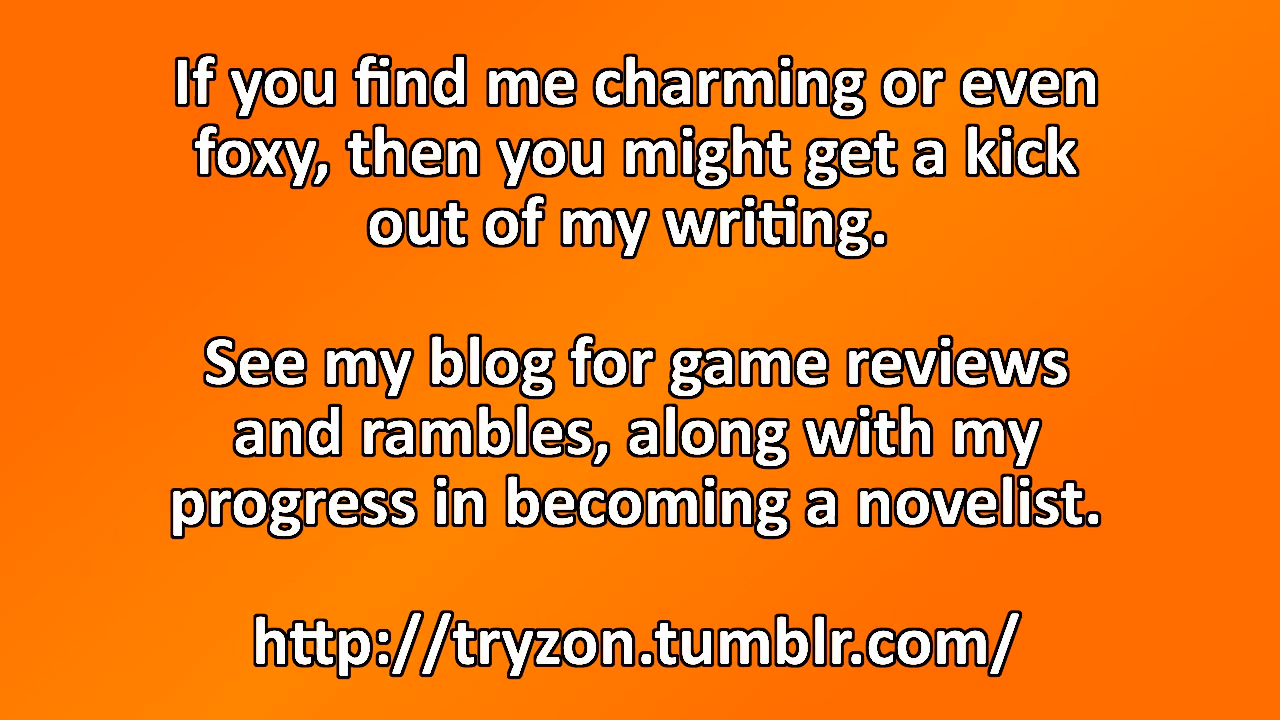 If you find me charming or even
foxy, then you might get a kick
out of my writing.
See my blog for game reviews
and rambles, along with my
progress in becoming a novelist.
http://tryzon.tumblr.com/